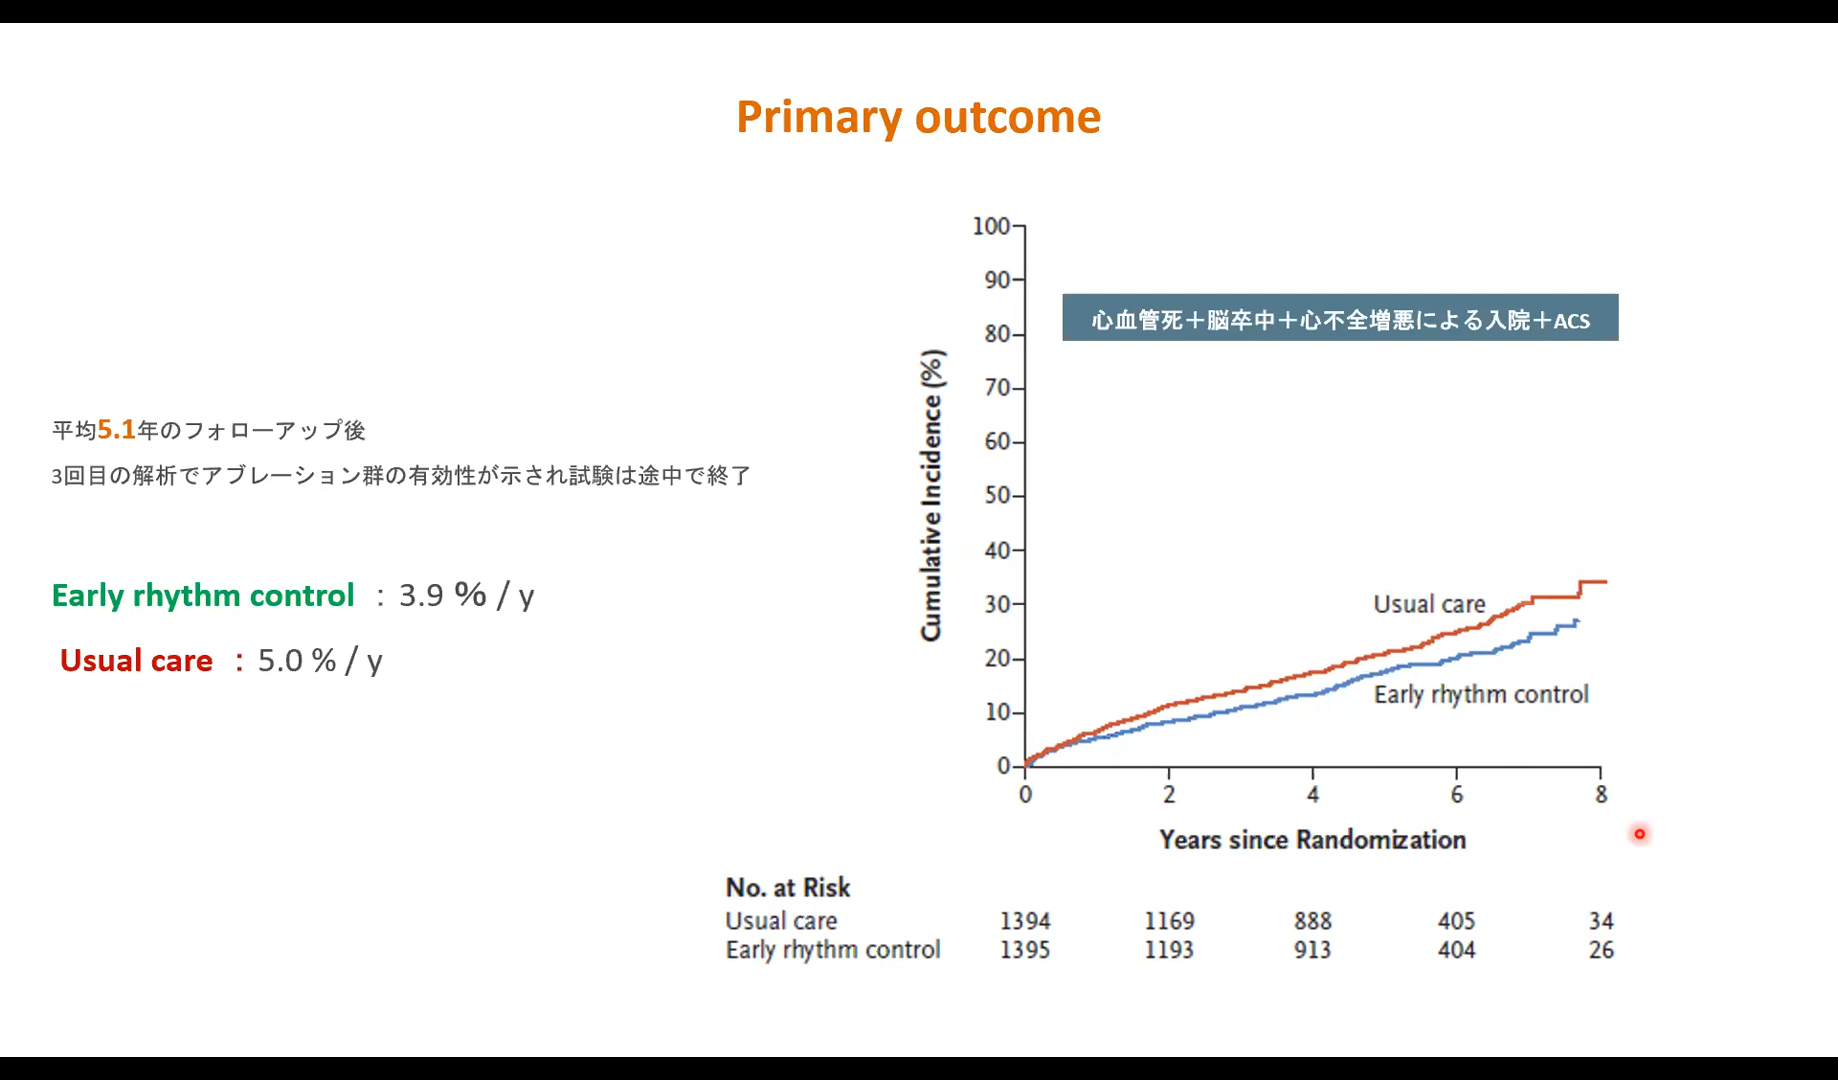 Primary outcome
平均5.1年のフォローアップ後
3回目の解析でアブレーション群の有効性が示され試験は途中で終了
Early rhythm control : 3.9 % / y
Usual care : 5.0 % / y
心血管死＋脳卒中＋心不全増悪による入院＋ACS
Cumulative Incidence (%)
100
90
80
70
60
50
40
30
20
10
0
Usual care
Early rhythm control
0 2 4 6 8
Years since Randomization
No. at Risk
Usual care 1394 1169 888 405 34
Early rhythm control 1395 1193 913 404 26